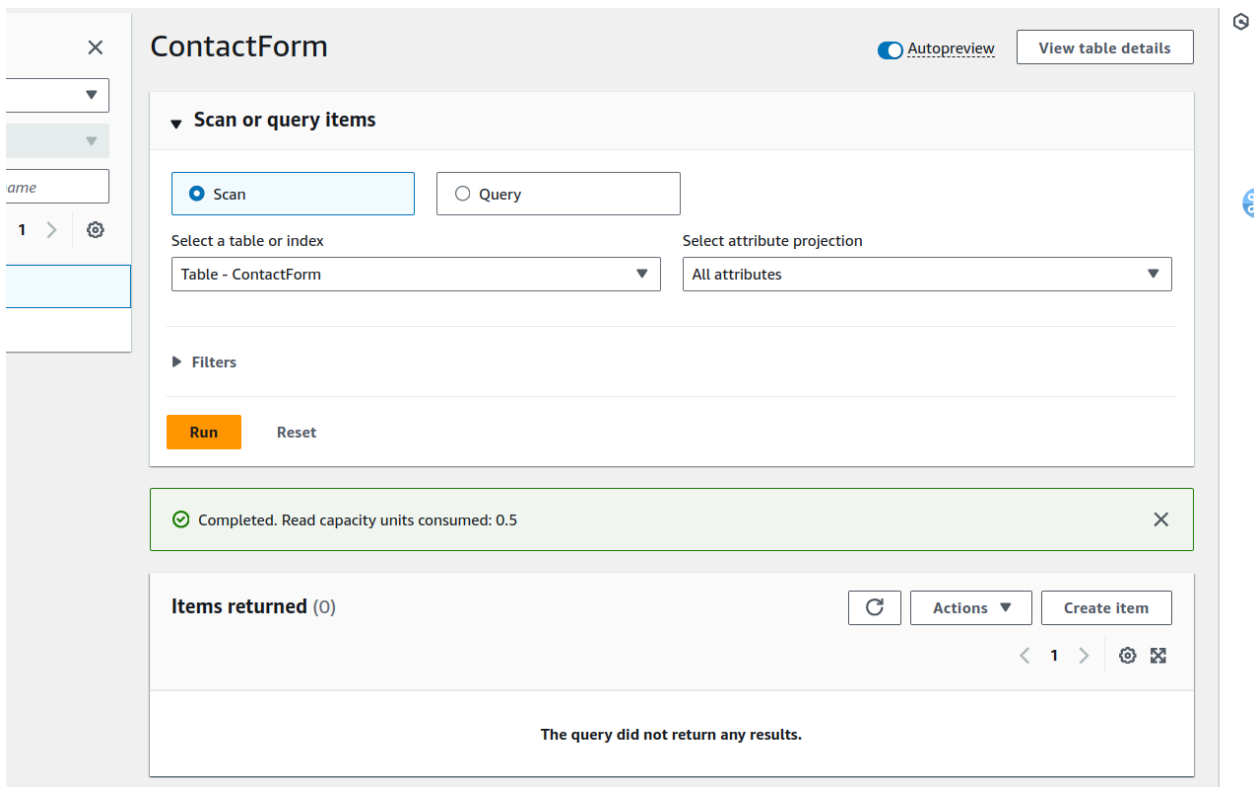 ContactForm
Autopreview
View table details
Scan or query items
ame
Scan
Query
1
Select a table or index
Select attribute projection
Table - ContactForm
All attributes
Filters
Run
Reset
Completed. Read capacity units consumed: 0.5
Items returned (0)
Actions
Create item
1
The query did not return any results.